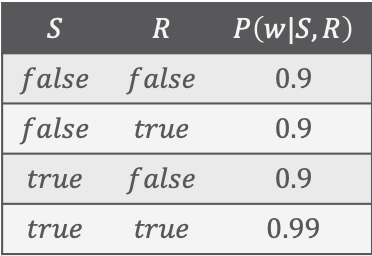 S R P(w|S, R)
false false 0.9
false true 0.9
true false 0.9
true true 0.99